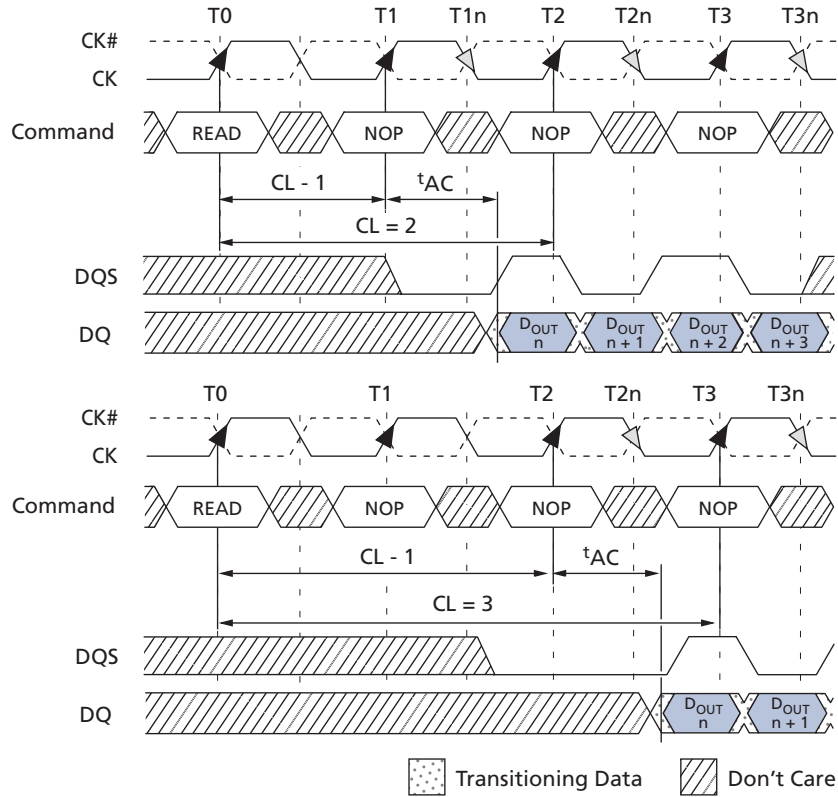 T0 T1 T1n T2 T2n T3 T3n
CK#
CK
Command READ NOP NOP NOP
CL - 1 tAC
CL = 2
DQS
DQ DOUT n DOUT n + 1 DOUT n + 2 DOUT n + 3
T0 T1 T2 T2n T3 T3n
CK#
CK
Command READ NOP NOP NOP
CL - 1 tAC
CL = 3
DQS
DQ DOUT n DOUT n + 1
Transitioning Data Don't Care